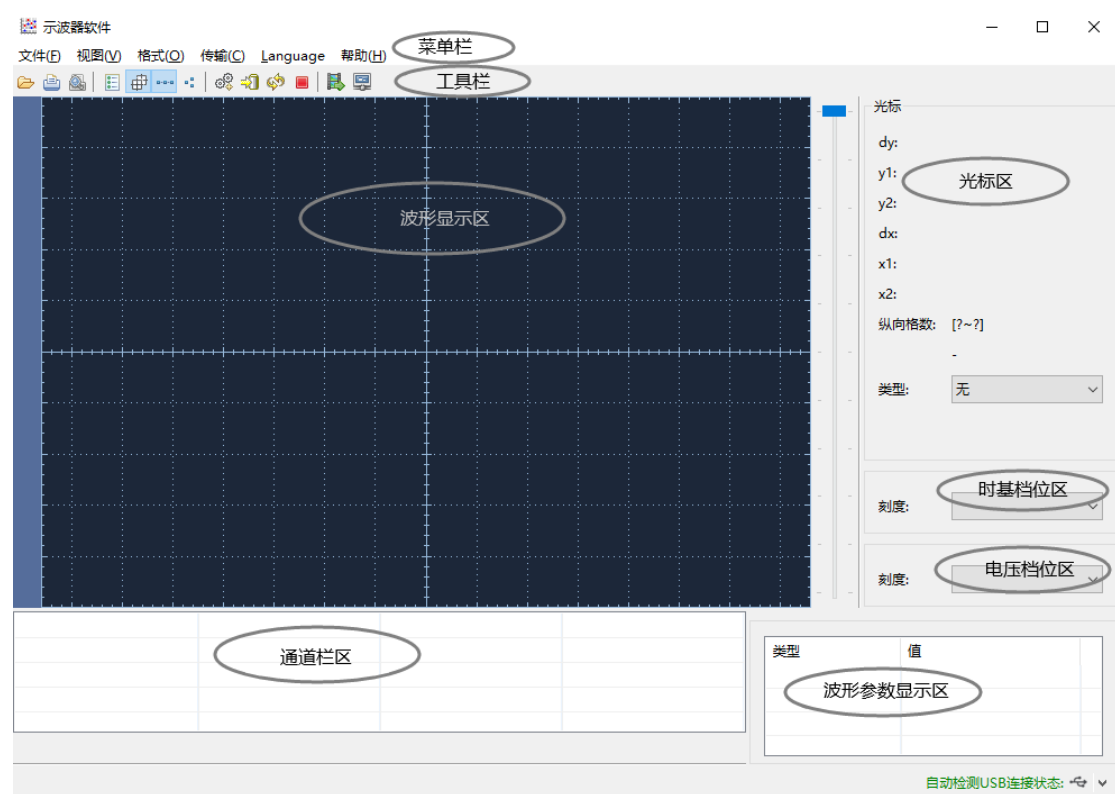 示波器软件
文件(F) 视图(V) 格式(O) 传输(C) Language 帮助(H)
菜单栏
工具栏
波形显示区
光标
dy:
y1:
光标区
y2:
dx:
x1:
x2:
纵向格数: [?~?]
-
类型: 无
时基档位区
刻度:
电压档位区
刻度:
通道栏区
类型 值
波形参数显示区
自动检测USB连接状态: